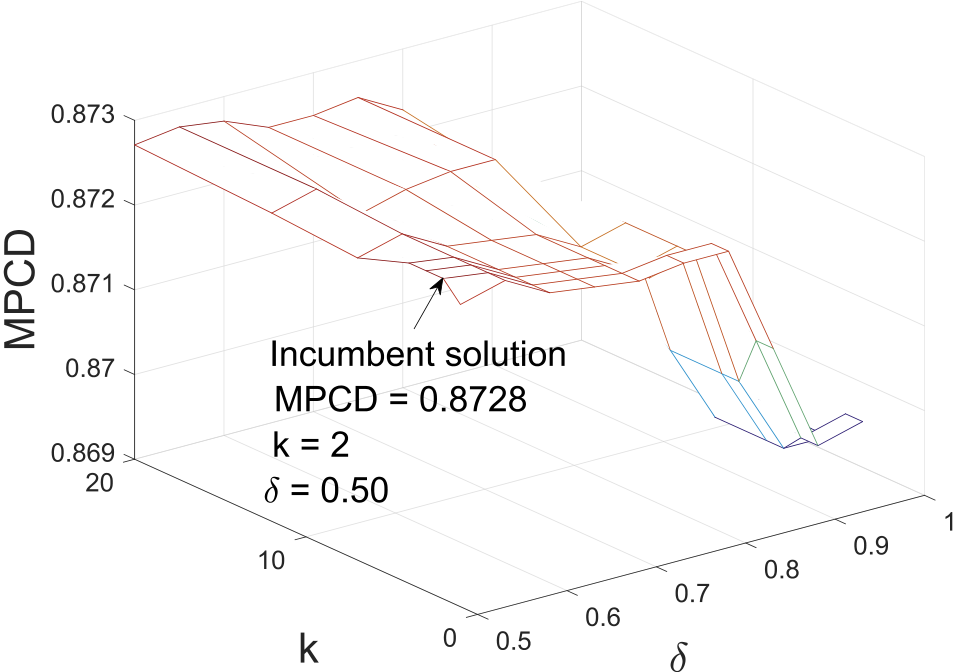 0.873
0.872
0.871
0.87
0.869
MPCD
Incumbent solution
MPCD = 0.8728
k = 2
δ = 0.50
20
10
0
k
0.5
0.6
0.7
0.8
0.9
1
δ